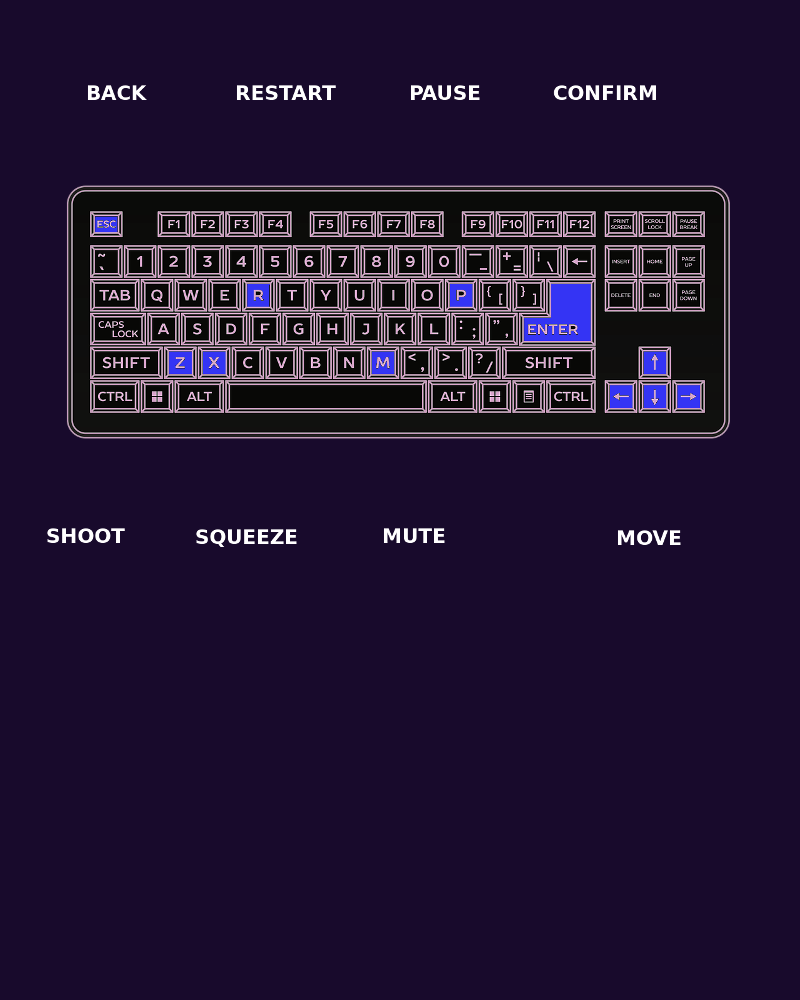 BACK RESTART PAUSE CONFIRM
ESC F1 F2 F3 F4 F5 F6 F7 F8 F9 F10 F11 F12 PRINT SCREEN SCROLL LOCK PAUSE BREAK
~ ` 1 2 3 4 5 6 7 8 9 0 — _ + = ¦ \ ← INSERT HOME PAGE UP
TAB Q W E R T Y U I O P { [ } ] DELETE END PAGE DOWN
CAPS LOCK A S D F G H J K L : ; " , ENTER
SHIFT Z X C V B N M < , > . ? / SHIFT ↑
CTRL ALT ALT CTRL ← ↓ →
SHOOT SQUEEZE MUTE MOVE